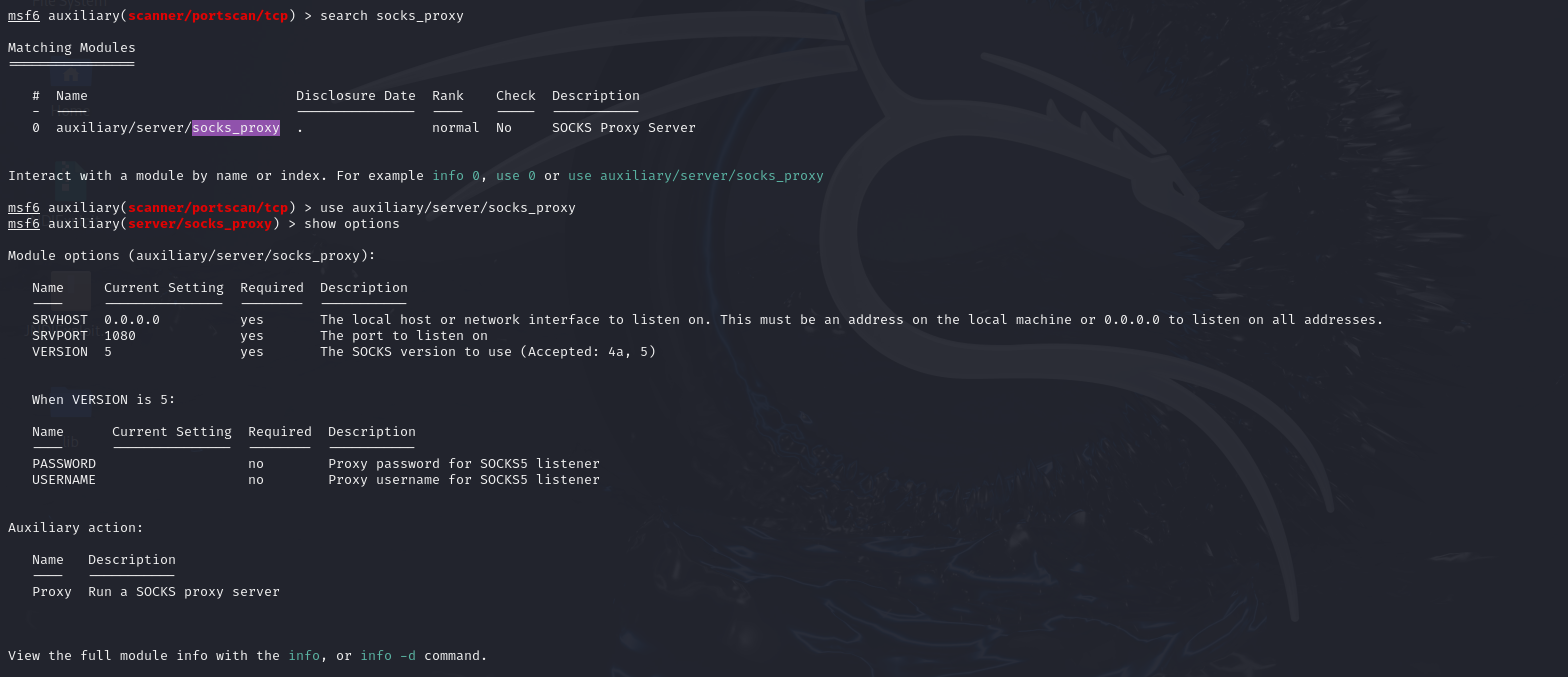 msf6 auxiliary(scanner/portscan/tcp) > search socks_proxy
Matching Modules
================
# Name Disclosure Date Rank Check Description
- ---- --------------- ---- ----- -----------
0 auxiliary/server/socks_proxy . normal No SOCKS Proxy Server
Interact with a module by name or index. For example info 0, use 0 or use auxiliary/server/socks_proxy
msf6 auxiliary(scanner/portscan/tcp) > use auxiliary/server/socks_proxy
msf6 auxiliary(server/socks_proxy) > show options
Module options (auxiliary/server/socks_proxy):
Name Current Setting Required Description
---- --------------- -------- -----------
SRVHOST 0.0.0.0 yes The local host or network interface to listen on. This must be an address on the local machine or 0.0.0.0 to listen on all addresses.
SRVPORT 1080 yes The port to listen on
VERSION 5 yes The SOCKS version to use (Accepted: 4a, 5)
When VERSION is 5:
Name Current Setting Required Description
---- --------------- -------- -----------
PASSWORD no Proxy password for SOCKS5 listener
USERNAME no Proxy username for SOCKS5 listener
Auxiliary action:
Name Description
---- -----------
Proxy Run a SOCKS proxy server
View the full module info with the info, or info -d command.